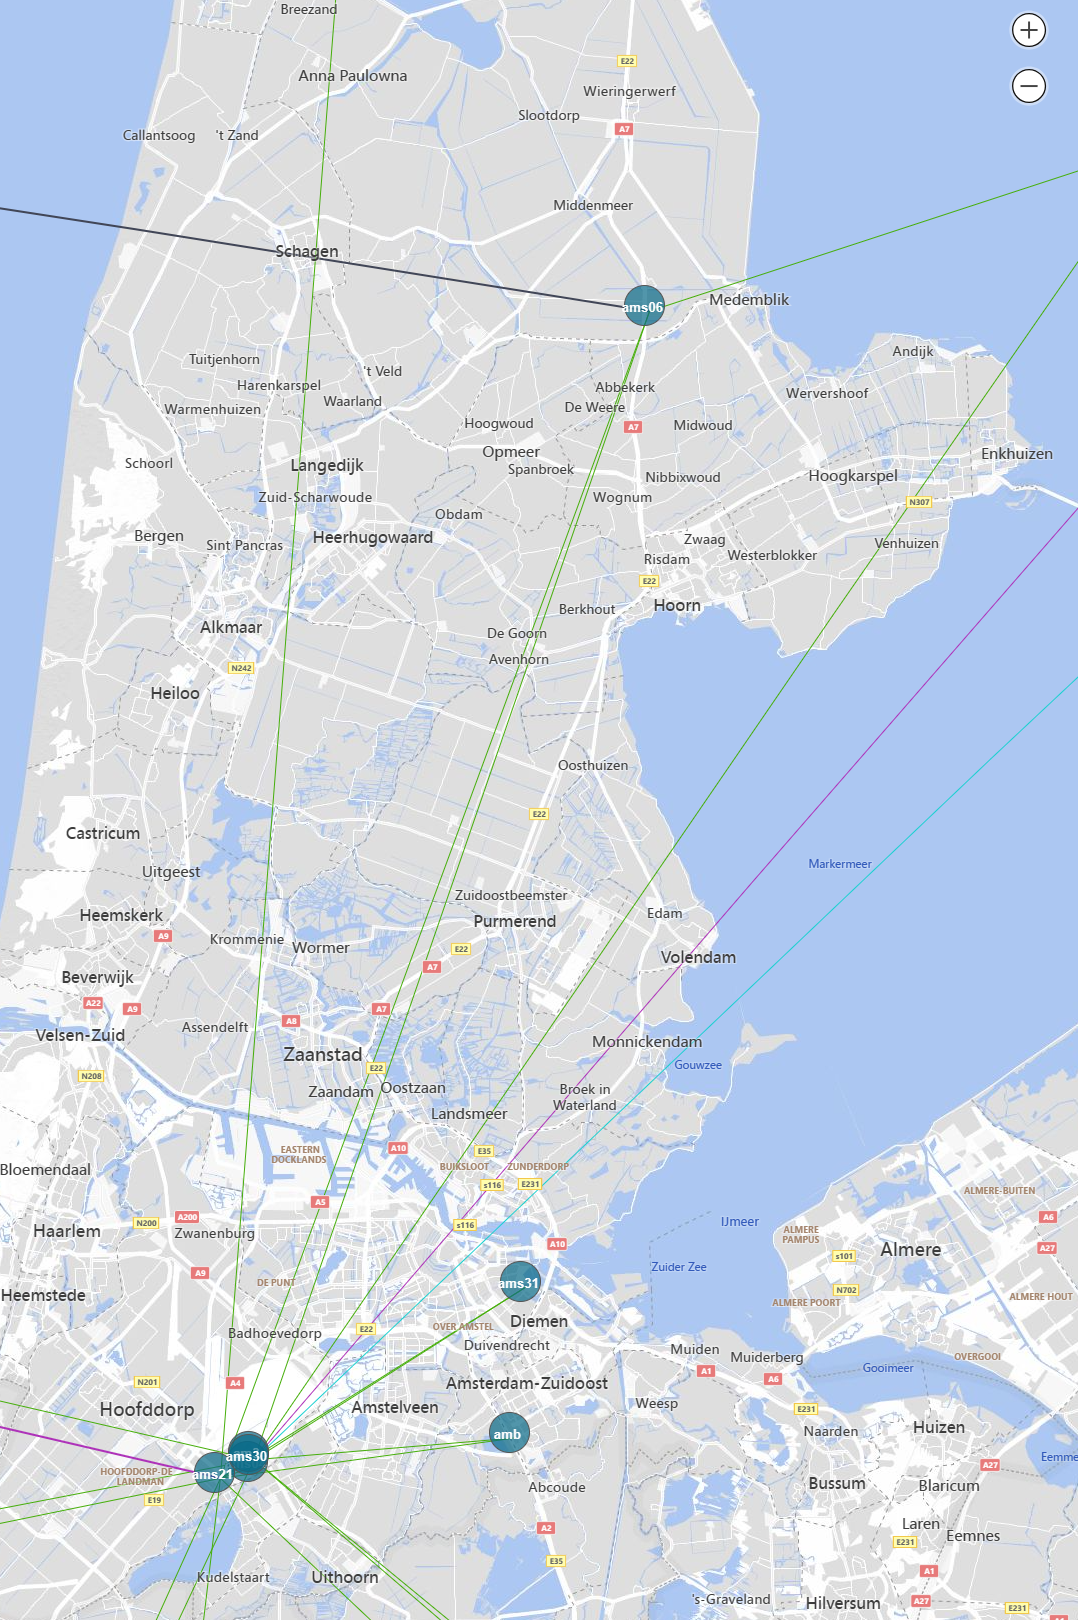 Breezand
E22
Anna Paulowna
Wieringerwerf
Slootdorp
A7
Callantsoog
't Zand
Middenmeer
Schagen
ams06
Medemblik
Tuitjenhorn
't Veld
Andijk
Harenkarspel
Abbekerk
Wervershoof
Waarland
Warmenhuizen
De Weere
Hoogwoud
A7
Midwoud
Opmeer
Enkhuizen
Schoorl
Langedijk
Spanbroek
Nibbixwoud
Hoogkarspel
Zuid-Scharwoude
Wognum
N307
Obdam
Bergen
Heerhugowaard
Zwaag
Sint Pancras
Venhuizen
Risdam
Westerblokker
E22
Berkhout
Hoorn
Alkmaar
De Goorn
Avenhorn
N242
Heiloo
Oosthuizen
E22
Castricum
Markermeer
Uitgeest
Zuidoostbeemster
Heemskerk
Purmerend
Edam
A9
Krommenie
Wormer
E22
Volendam
A7
Beverwijk
A22
A9
A7
A8
Assendelft
Velsen-Zuid
Monnickendam
Zaanstad
E22
Gouwzee
N208
Zaandam
Oostzaan
Broek in
Waterland
Landsmeer
A10
E35
EASTERN
DOCKLANDS
Bloemendaal
BUIKSLOOT
ZUNDERDORP
s116
E231
ALMERE-BUITEN
A5
A200
N200
s116
A6
Haarlem
Zwanenburg
IJmeer
ALMERE
PAMPUS
A10
Almere
A27
s101
A9
Zuider Zee
DE PUNT
ams31
N702
Heemstede
ALMERE POORT
ALMERE HOUT
Diemen
E22
OVER AMSTEL
Badhoevedorp
Duivendrecht
Muiden
Muiderberg
OVERGOOI
Gooimeer
A1
A6
A4
N201
Amsterdam-Zuidoost
Hoofddorp
Amstelveen
Weesp
E231
Huizen
Naarden
amb
ams30
Eemme
A27
ams21
HOOFDDORP-DE
LANDMAN
Bussum
Blaricum
Abcoude
E19
Laren
A2
Eemnes
E231
E35
A1
Kudelstaart
Uithoorn
's-Graveland
Hilversum
A27
E231